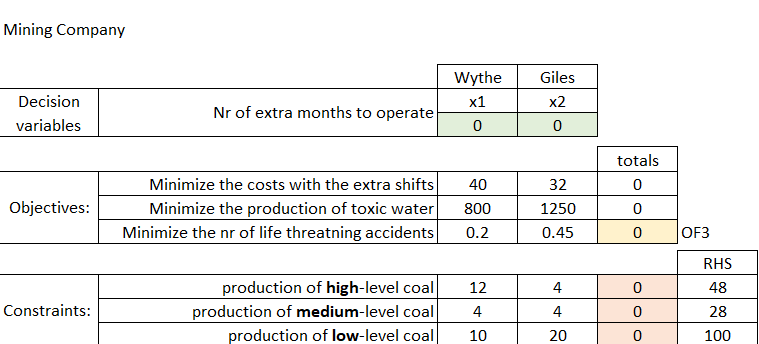 Mining Company
Wythe Giles
Decision variables Nr of extra months to operate x1 x2
0 0
totals
Objectives: Minimize the costs with the extra shifts 40 32 0
Minimize the production of toxic water 800 1250 0
Minimize the nr of life threatning accidents 0.2 0.45 0 OF3
RHS
Constraints: production of high-level coal 12 4 0 48
production of medium-level coal 4 4 0 28
production of low-level coal 10 20 0 100